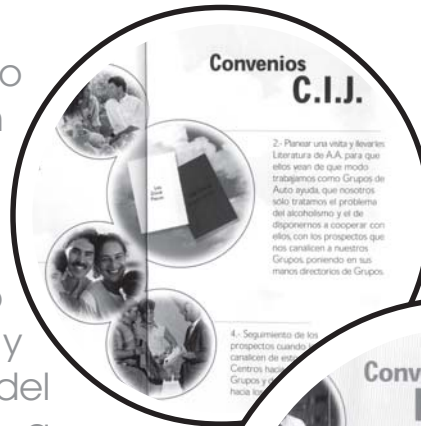 o
Convenios
C.I.J.
2.- Planear una visita y llevarles
Literatura de A.A. para que
ellos vean de que modo
trabajamos como Grupos de
Auto ayuda, que nosotros
sólo tratamos el problema
del alcoholismo y el de
disponernos a cooperar con
ellos, con los prospectos que
nos canalicen a nuestros
Grupos, poniendo en sus
manos directorios de Grupos.
y
4.- Seguimiento de los
prospectos cuando
canalicen de
del
Centros
Grupos y
hacia
Conv